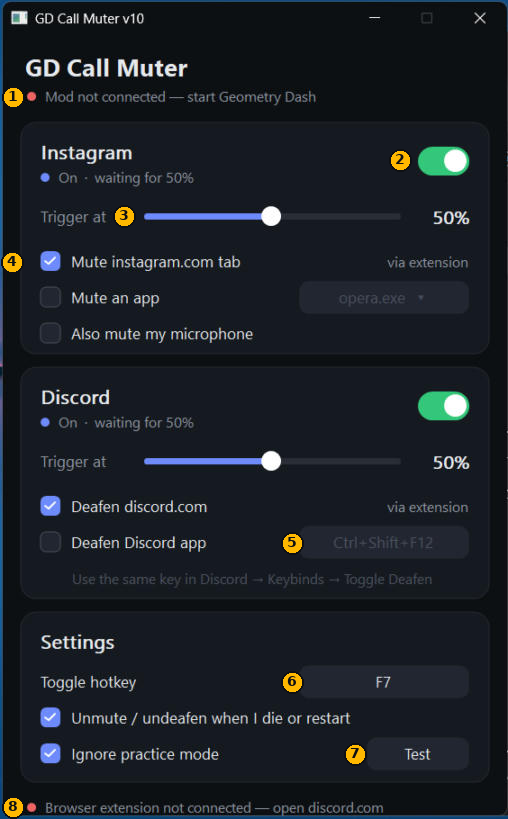 GD Call Muter v10
GD Call Muter
1 Mod not connected — start Geometry Dash
Instagram
2
On · waiting for 50%
Trigger at 3 50%
4 Mute instagram.com tab via extension
Mute an app opera.exe
Also mute my microphone
Discord
On · waiting for 50%
Trigger at 50%
Deafen discord.com via extension
Deafen Discord app 5 Ctrl+Shift+F12
Use the same key in Discord → Keybinds → Toggle Deafen
Settings
Toggle hotkey 6 F7
Unmute / undeafen when I die or restart
Ignore practice mode 7 Test
8 Browser extension not connected — open discord.com